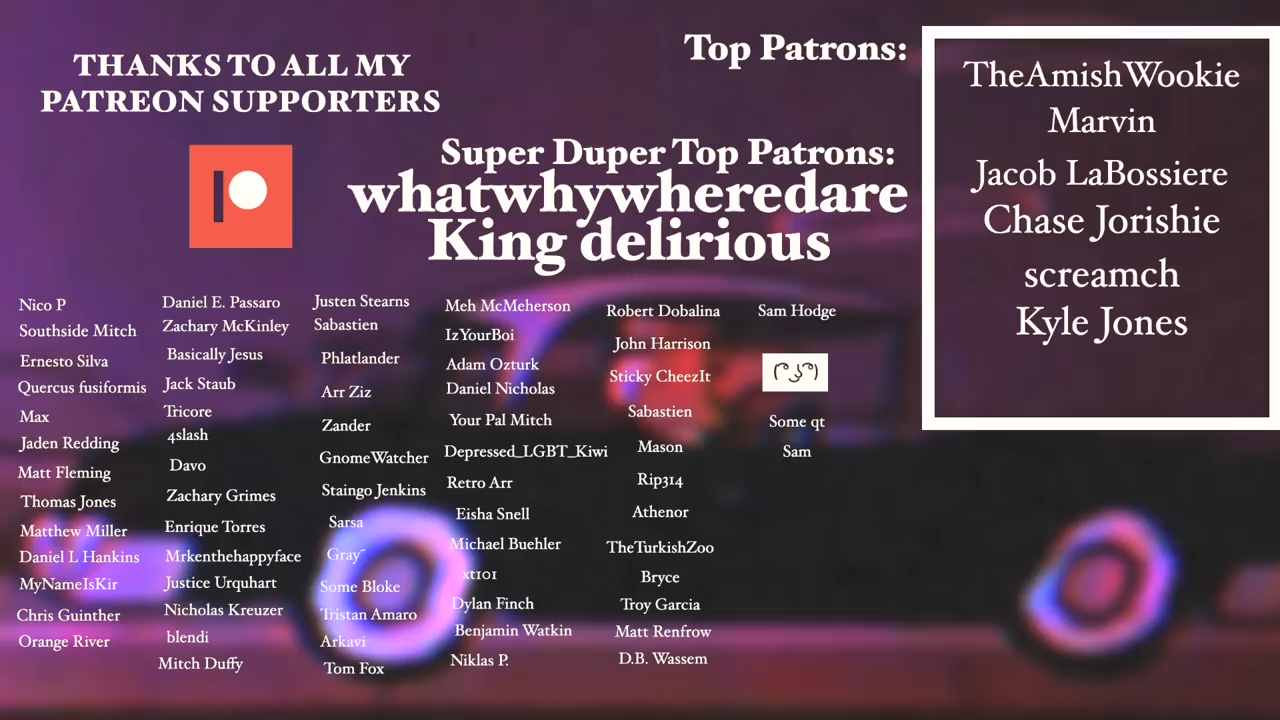 THANKS TO ALL MY
PATREON SUPPORTERS
Top Patrons:
TheAmishWookie
Marvin
Jacob LaBossiere
Chase Jorishie
screamch
Kyle Jones
Super Duper Top Patrons:
whatwhywheredare
King delirious
Nico P
Southside Mitch
Ernesto Silva
Quercus fusiformis
Max
Jaden Redding
Matt Fleming
Thomas Jones
Matthew Miller
Daniel L Hankins
MyNameIsKir
Chris Guinther
Orange River
Daniel E. Passaro
Zachary McKinley
Basically Jesus
Jack Staub
Tricore
4slash
Davo
Zachary Grimes
Enrique Torres
Mrkenthehappyface
Justice Urquhart
Nicholas Kreuzer
blendi
Mitch Duffy
Justen Stearns
Sabastien
Phlatlander
Arr Ziz
Zander
GnomeWatcher
Staingo Jenkins
Sarsa
Gray^
Some Bloke
Tristan Amaro
Arkavi
Tom Fox
Meh McMeherson
IzYourBoi
Adam Ozturk
Daniel Nicholas
Your Pal Mitch
Depressed_LGBT_Kiwi
Retro Arr
Eisha Snell
Michael Buehler
xt101
Dylan Finch
Benjamin Watkin
Niklas P.
Robert Dobalina
John Harrison
Sticky CheezIt
Sabastien
Mason
Rip314
Athenor
TheTurkishZoo
Bryce
Troy Garcia
Matt Renfrow
D.B. Wassem
Sam Hodge
( ͡° ͜ʖ ͡°)
Some qt
Sam